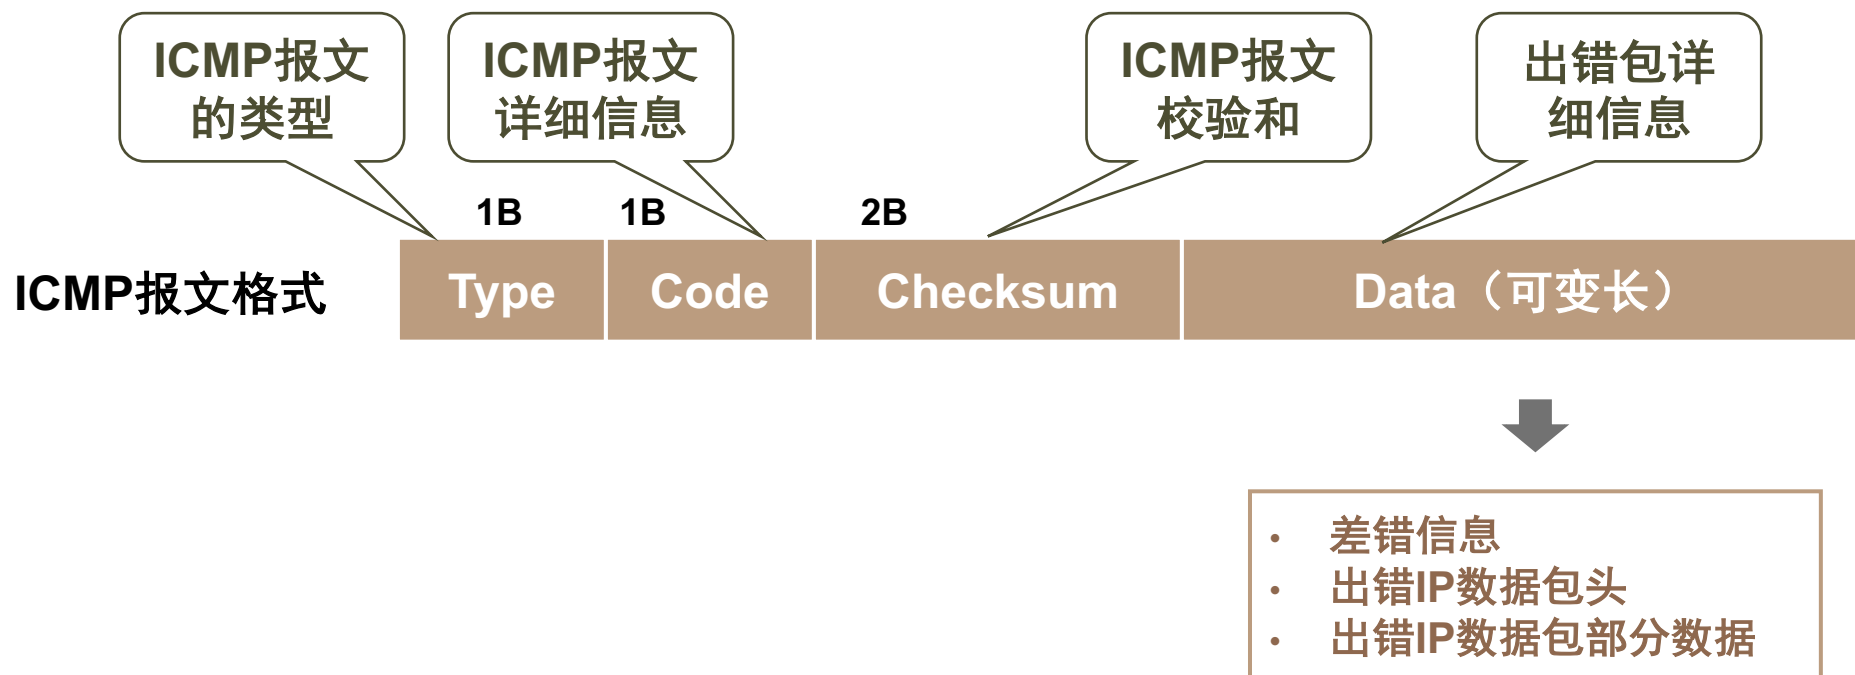 ICMP报文
的类型
ICMP报文
详细信息
ICMP报文
校验和
出错包详
细信息
1B 1B 2B
ICMP报文格式 Type Code Checksum Data（可变长）
• 差错信息
• 出错IP数据包头
• 出错IP数据包部分数据